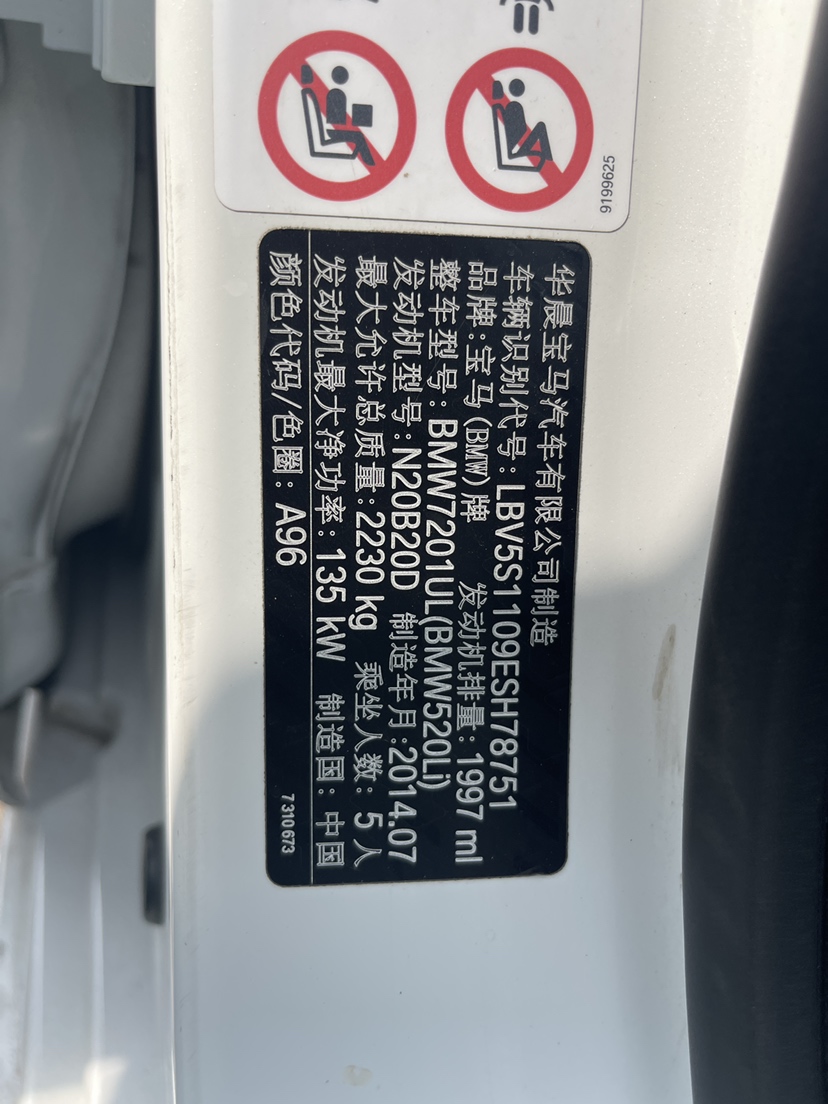 9199625
华晨宝马汽车有限公司制造
车辆识别代号:LBV5S1109ESH78751
品牌:宝马(BMW)牌 发动机排量:1997 ml
整车型号:BMW7201UL(BMW520Li)
发动机型号:N20B20D 制造年月:2014.07
最大允许总质量:2230 kg 乘坐人数:5人
发动机最大净功率:135 kW 制造国:中国
颜色代码/色圈:A96
7310673